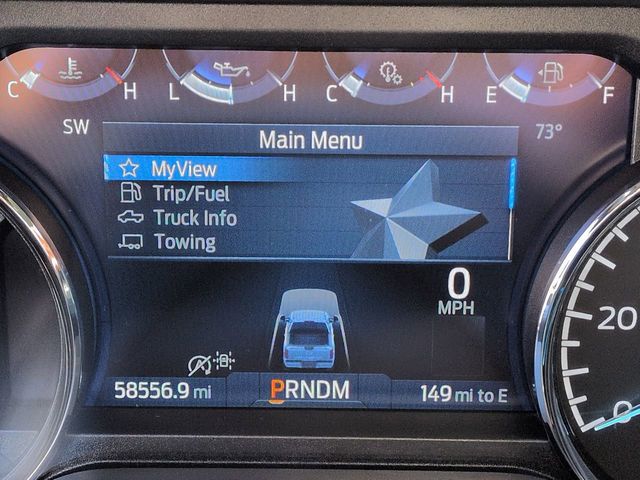 C H L H C H E F
SW
73°
Main Menu
MyView
Trip/Fuel
Truck Info
Towing
0
MPH
20
58556.9 mi
PRNDM
149 mi to E
0